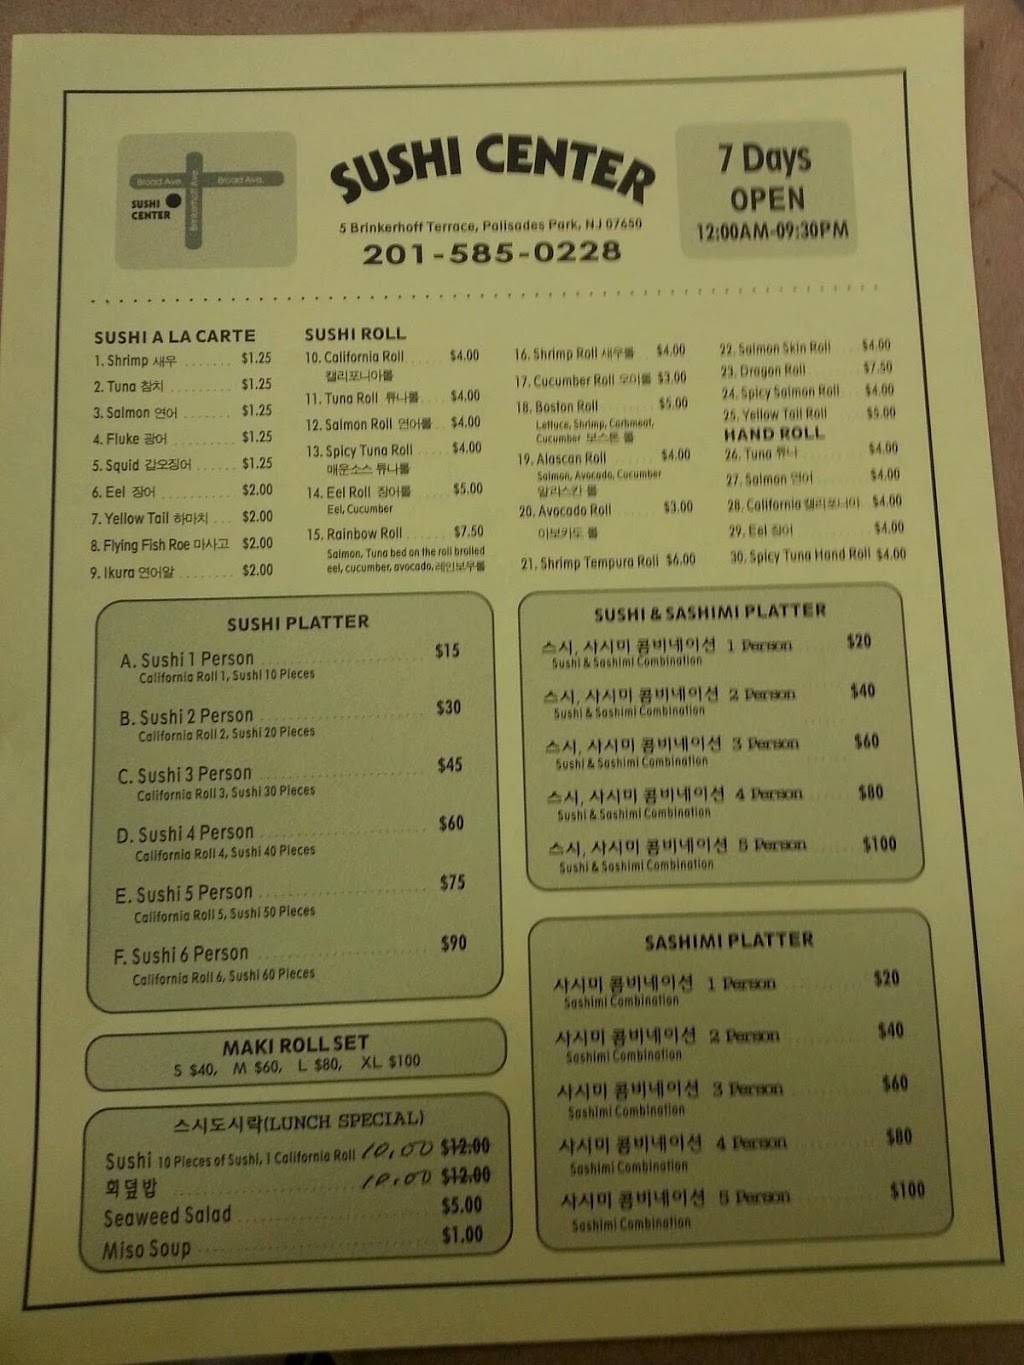 Broad Ave.
Broad Ave.
Brinkerhoff Ave.
SUSHI
CENTER
SUSHI CENTER
5 Brinkerhoff Terrace, Palisades Park, NJ 07650
201-585-0228
7 Days
OPEN
12:00AM-09:30PM
SUSHI A LA CARTE
1. Shrimp 새우 $1.25
2. Tuna 참치 $1.25
3. Salmon 연어 $1.25
4. Fluke 광어 $1.25
5. Squid 갑오징어 $1.25
6. Eel 장어 $2.00
7. Yellow Tail 하마치 $2.00
8. Flying Fish Roe 마사고 $2.00
9. Ikura 연어알 $2.00
SUSHI ROLL
10. California Roll $4.00
캘리포니아롤
11. Tuna Roll 튜나롤 $4.00
12. Salmon Roll 연어롤 $4.00
13. Spicy Tuna Roll $4.00
매운소스 튜나롤
14. Eel Roll 장어롤 $5.00
Eel, Cucumber
15. Rainbow Roll $7.50
Salmon, Tuna bed on the roll broiled
eel, cucumber, avocado, 레인보우롤
16. Shrimp Roll 새우롤 $4.00
17. Cucumber Roll 오이롤 $3.00
18. Boston Roll $5.00
Lettuce, Shrimp, Carbmeat,
Cucumber 보스톤 롤
19. Alascan Roll $4.00
Salmon, Avocado, Cucumber
알라스칸 롤
20. Avocado Roll $3.00
아보카도 롤
21. Shrimp Tempura Roll $6.00
22. Salmon Skin Roll $4.00
23. Dragon Roll $7.50
24. Spicy Salmon Roll $4.00
25. Yellow Tail Roll $5.00
HAND ROLL
26. Tuna 튜나 $4.00
27. Salmon 연어 $4.00
28. California 캘리포니아 $4.00
29. Eel 장어 $4.00
30. Spicy Tuna Hand Roll $4.00
SUSHI PLATTER
A. Sushi 1 Person $15
California Roll 1, Sushi 10 Pieces
B. Sushi 2 Person $30
California Roll 2, Sushi 20 Pieces
C. Sushi 3 Person $45
California Roll 3, Sushi 30 Pieces
D. Sushi 4 Person $60
California Roll 4, Sushi 40 Pieces
E. Sushi 5 Person $75
California Roll 5, Sushi 50 Pieces
F. Sushi 6 Person $90
California Roll 6, Sushi 60 Pieces
MAKI ROLL SET
S $40, M $60, L $80, XL $100
스시도시락(LUNCH SPECIAL)
Sushi 10 Pieces of Sushi, 1 California Roll 10,00 $12.00
회덮밥 10.00 $12.00
Seaweed Salad $5.00
Miso Soup $1.00
SUSHI & SASHIMI PLATTER
스시, 사시미 콤비네이션 1 Person $20
Sushi & Sashimi Combination
스시, 사시미 콤비네이션 2 Person $40
Sushi & Sashimi Combination
스시, 사시미 콤비네이션 3 Person $60
Sushi & Sashimi Combination
스시, 사시미 콤비네이션 4 Person $80
Sushi & Sashimi Combination
스시, 사시미 콤비네이션 5 Person $100
Sushi & Sashimi Combination
SASHIMI PLATTER
사시미 콤비네이션 1 Person $20
Sashimi Combination
사시미 콤비네이션 2 Person $40
Sashimi Combination
사시미 콤비네이션 3 Person $60
Sashimi Combination
사시미 콤비네이션 4 Person $80
Sashimi Combination
사시미 콤비네이션 5 Person $100
Sashimi Combination